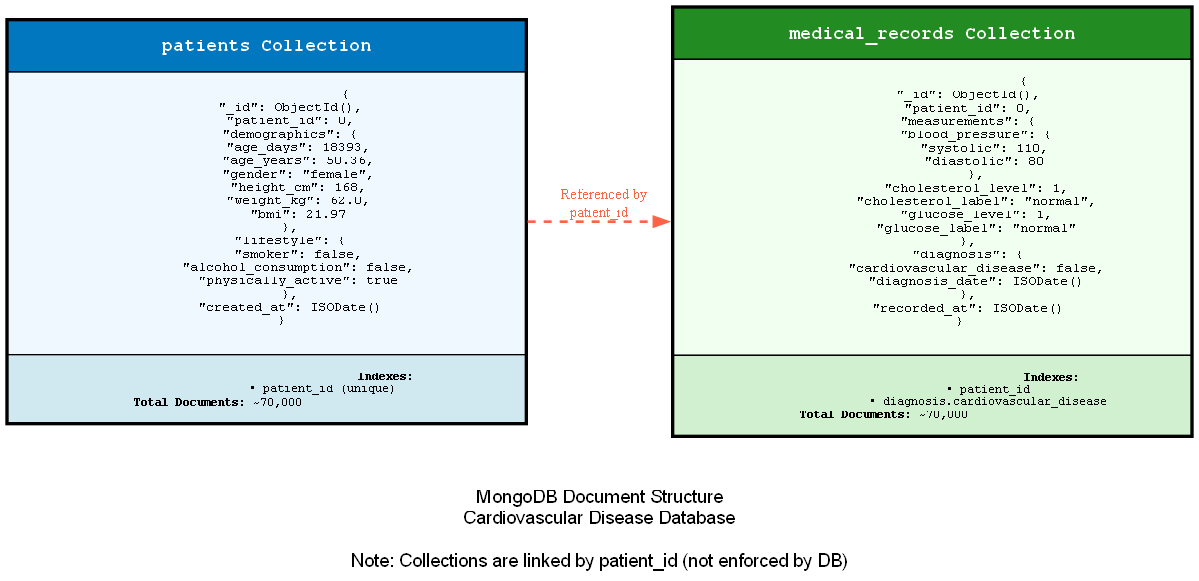 patients Collection
{
"_id": ObjectId(),
"patient_id": 0,
"demographics": {
"age_days": 18393,
"age_years": 50.36,
"gender": "female",
"height_cm": 168,
"weight_kg": 62.0,
"bmi": 21.97
},
"lifestyle": {
"smoker": false,
"alcohol_consumption": false,
"physically_active": true
},
"created_at": ISODate()
}
Indexes:
• patient_id (unique)
Total Documents: ~70,000
Referenced by
patient_id
medical_records Collection
{
"_id": ObjectId(),
"patient_id": 0,
"measurements": {
"blood_pressure": {
"systolic": 110,
"diastolic": 80
},
"cholesterol_level": 1,
"cholesterol_label": "normal",
"glucose_level": 1,
"glucose_label": "normal"
},
"diagnosis": {
"cardiovascular_disease": false,
"diagnosis_date": ISODate()
},
"recorded_at": ISODate()
}
Indexes:
• patient_id
• diagnosis.cardiovascular_disease
Total Documents: ~70,000
MongoDB Document Structure
Cardiovascular Disease Database
Note: Collections are linked by patient_id (not enforced by DB)